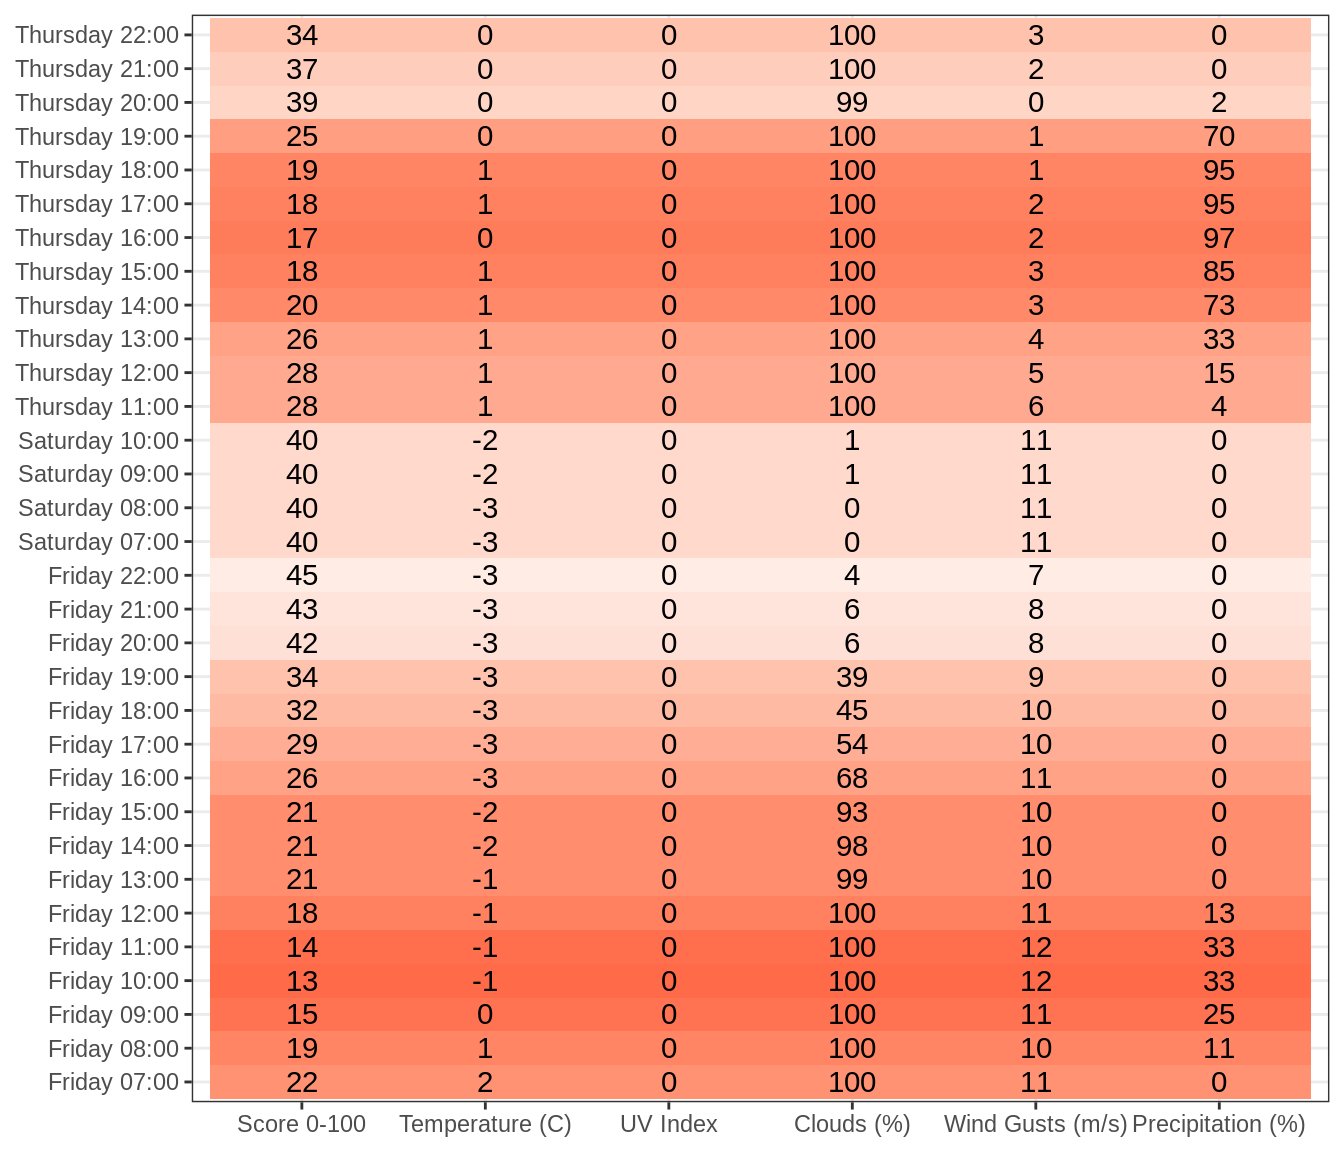 Thursday 22:00 34 0 0 100 3 0
Thursday 21:00 37 0 0 100 2 0
Thursday 20:00 39 0 0 99 0 2
Thursday 19:00 25 0 0 100 1 70
Thursday 18:00 19 1 0 100 1 95
Thursday 17:00 18 1 0 100 2 95
Thursday 16:00 17 0 0 100 2 97
Thursday 15:00 18 1 0 100 3 85
Thursday 14:00 20 1 0 100 3 73
Thursday 13:00 26 1 0 100 4 33
Thursday 12:00 28 1 0 100 5 15
Thursday 11:00 28 1 0 100 6 4
Saturday 10:00 40 -2 0 1 11 0
Saturday 09:00 40 -2 0 1 11 0
Saturday 08:00 40 -3 0 0 11 0
Saturday 07:00 40 -3 0 0 11 0
Friday 22:00 45 -3 0 4 7 0
Friday 21:00 43 -3 0 6 8 0
Friday 20:00 42 -3 0 6 8 0
Friday 19:00 34 -3 0 39 9 0
Friday 18:00 32 -3 0 45 10 0
Friday 17:00 29 -3 0 54 10 0
Friday 16:00 26 -3 0 68 11 0
Friday 15:00 21 -2 0 93 10 0
Friday 14:00 21 -2 0 98 10 0
Friday 13:00 21 -1 0 99 10 0
Friday 12:00 18 -1 0 100 11 13
Friday 11:00 14 -1 0 100 12 33
Friday 10:00 13 -1 0 100 12 33
Friday 09:00 15 0 0 100 11 25
Friday 08:00 19 1 0 100 10 11
Friday 07:00 22 2 0 100 11 0
Score 0-100 Temperature (C) UV Index Clouds (%) Wind Gusts (m/s) Precipitation (%)